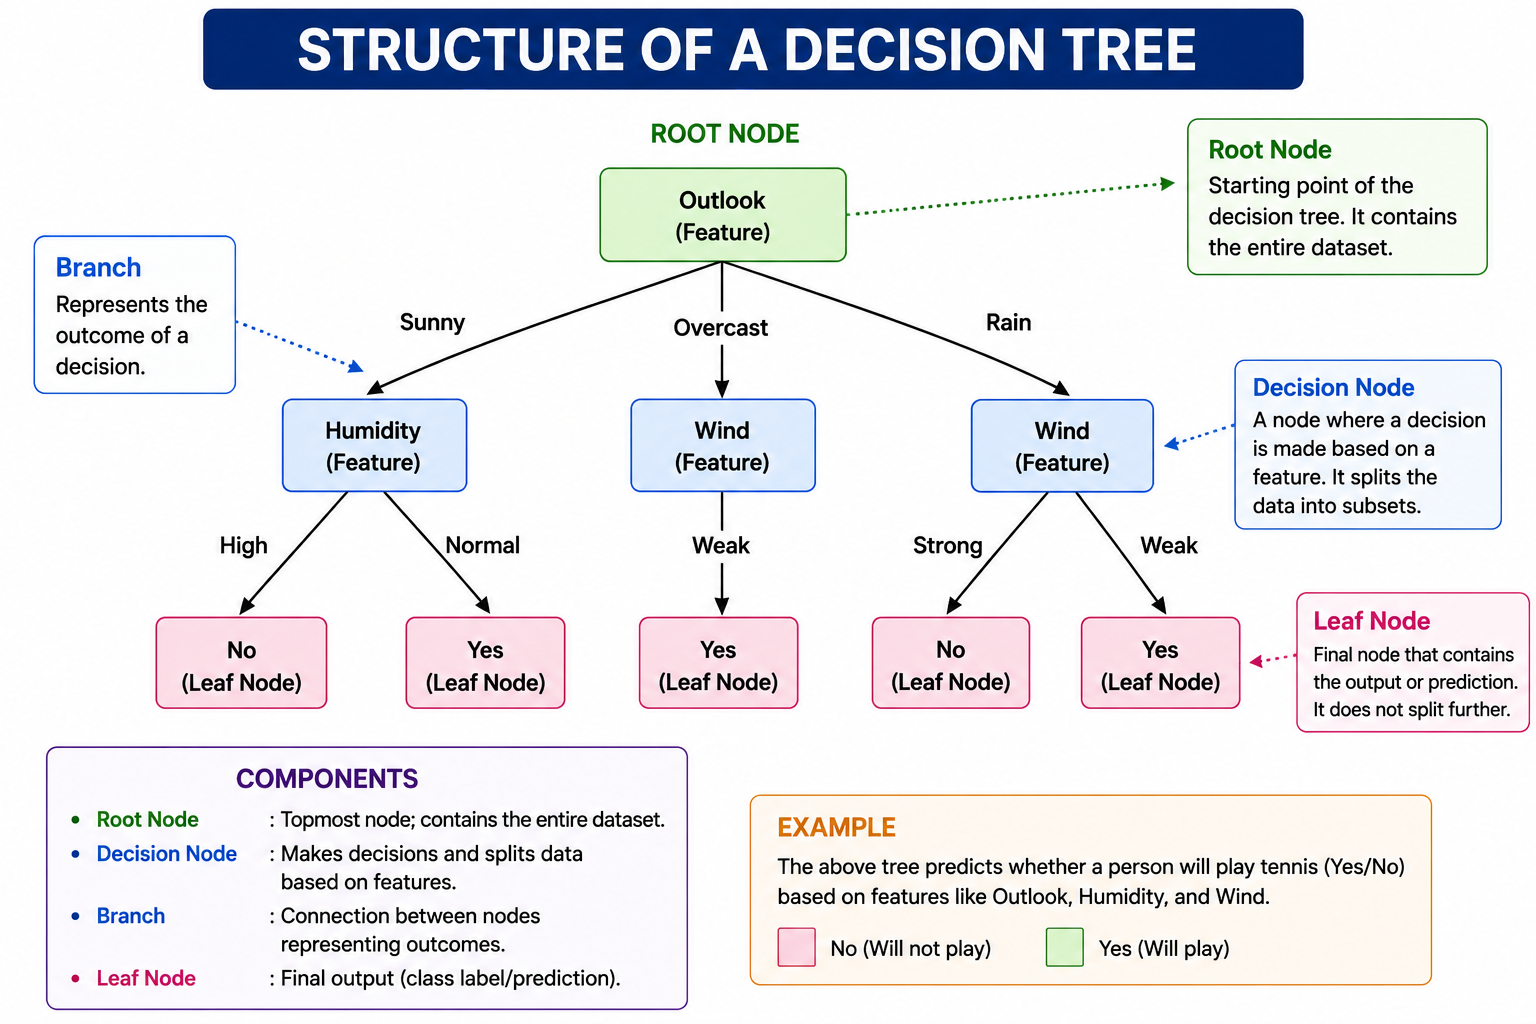 STRUCTURE OF A DECISION TREE
ROOT NODE
Outlook
(Feature)
Root Node
Starting point of the
decision tree. It contains
the entire dataset.
Branch
Represents the
outcome of a
decision.
Sunny
Overcast
Rain
Humidity
(Feature)
Wind
(Feature)
Wind
(Feature)
Decision Node
A node where a decision
is made based on a
feature. It splits the
data into subsets.
High
Normal
Weak
Strong
Weak
No
(Leaf Node)
Yes
(Leaf Node)
Yes
(Leaf Node)
No
(Leaf Node)
Yes
(Leaf Node)
Leaf Node
Final node that contains
the output or prediction.
It does not split further.
COMPONENTS
• Root Node : Topmost node; contains the entire dataset.
• Decision Node : Makes decisions and splits data
based on features.
• Branch : Connection between nodes
representing outcomes.
• Leaf Node : Final output (class label/prediction).
EXAMPLE
The above tree predicts whether a person will play tennis (Yes/No)
based on features like Outlook, Humidity, and Wind.
No (Will not play)
Yes (Will play)